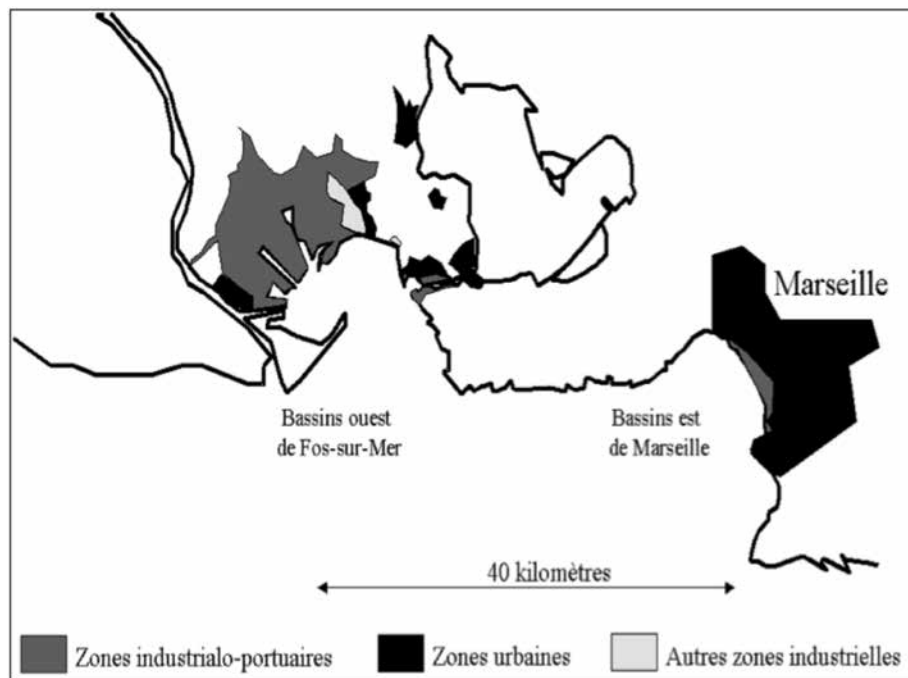 Marseille
Bassins ouest
de Fos-sur-Mer
Bassins est
de Marseille
40 kilomètres
Zones industrialo-portuaires
Zones urbaines
Autres zones industrielles